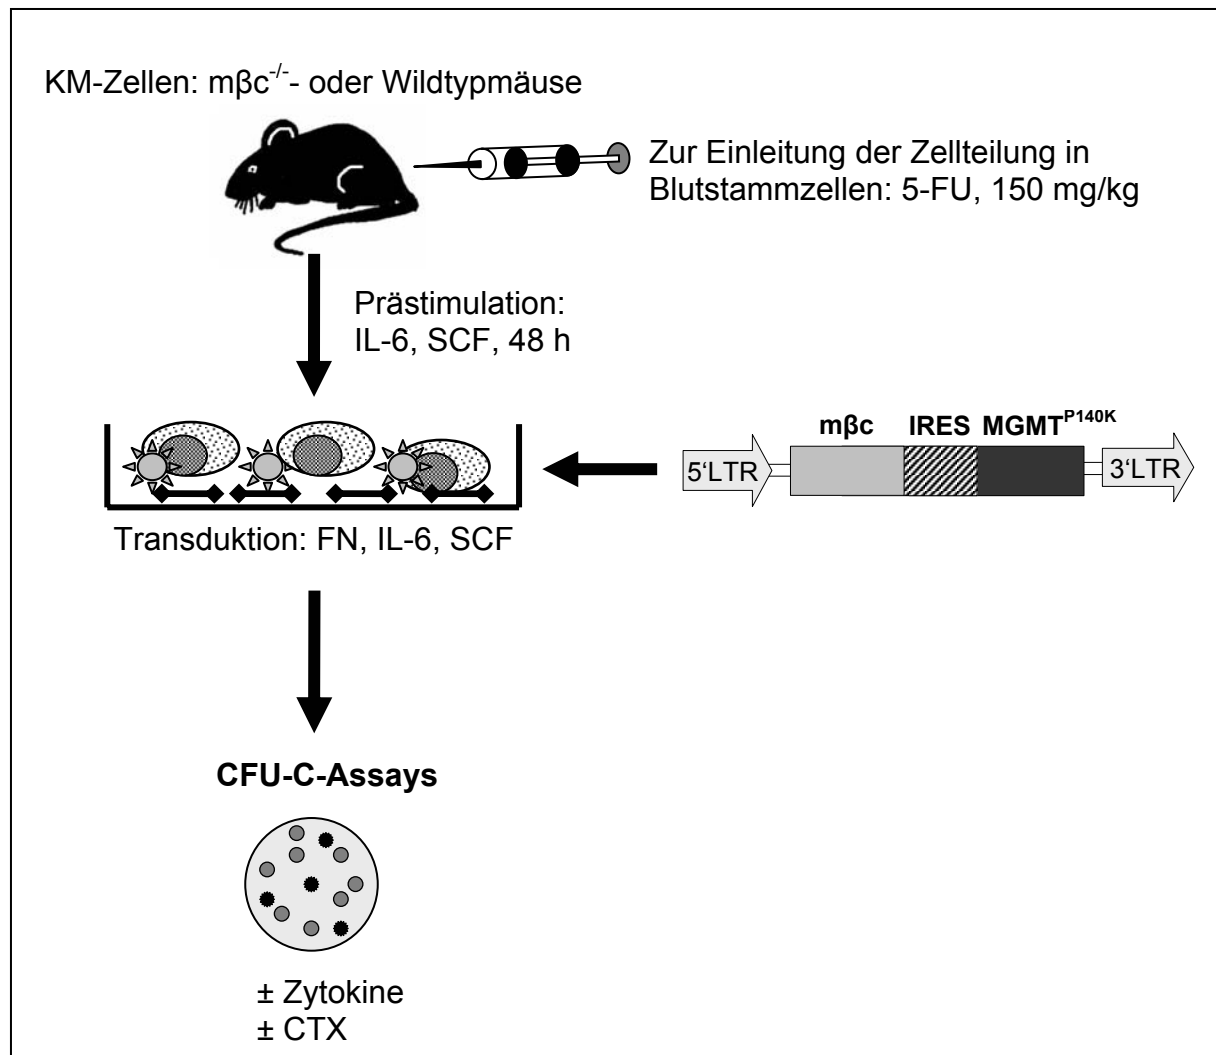 KM-Zellen: mβc-/-- oder Wildtypmäuse
Zur Einleitung der Zellteilung in
Blutstammzellen: 5-FU, 150 mg/kg
Prästimulation:
IL-6, SCF, 48 h
mβc IRES MGMTP140K
5‘LTR 3‘LTR
Transduktion: FN, IL-6, SCF
CFU-C-Assays
± Zytokine
± CTX